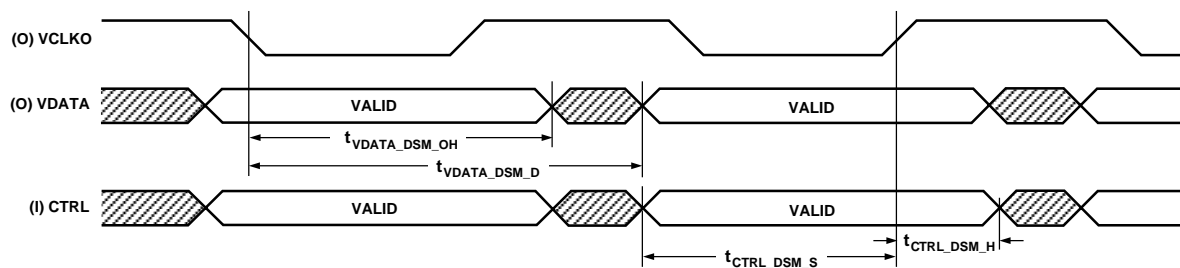 (O) VCLKO
(O) VDATA VALID VALID
tVDATA_DSM_OH
tVDATA_DSM_D
(I) CTRL VALID VALID
tCTRL_DSM_H
tCTRL_DSM_S